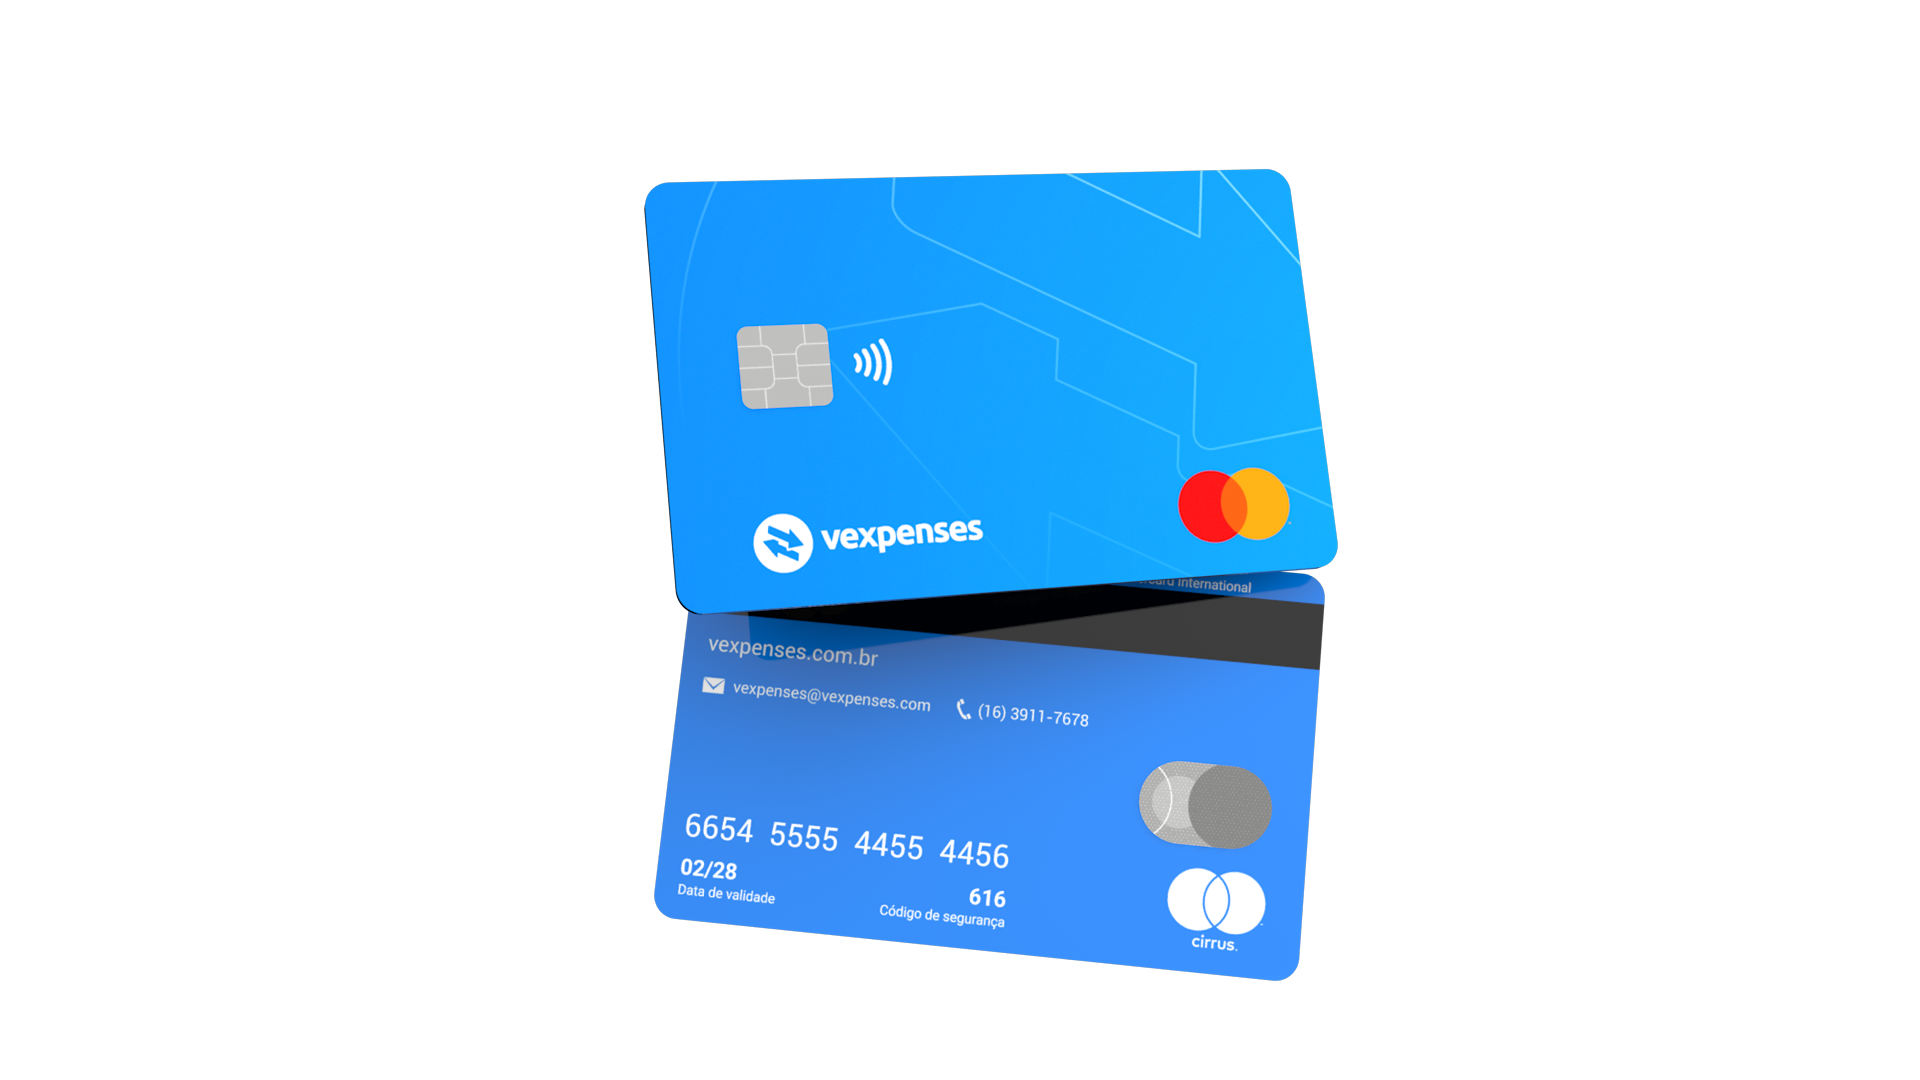 vexpenses
International
vexpenses.com.br
vexpenses@vexpenses.com (16) 3911-7678
6654 5555 4455 4456
02/28
Data de validade
616
Código de segurança
cirrus.